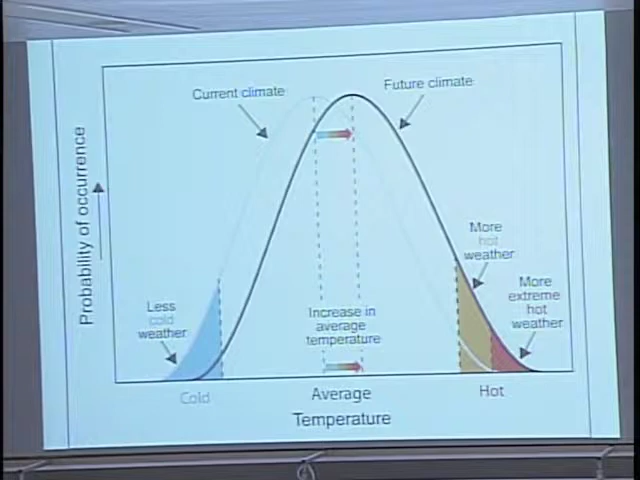 Current climate
Future climate
Probability of occurrence
More
hot
weather
More
extreme
hot
weather
Less
cold
weather
Increase in
average
temperature
Cold
Average
Hot
Temperature